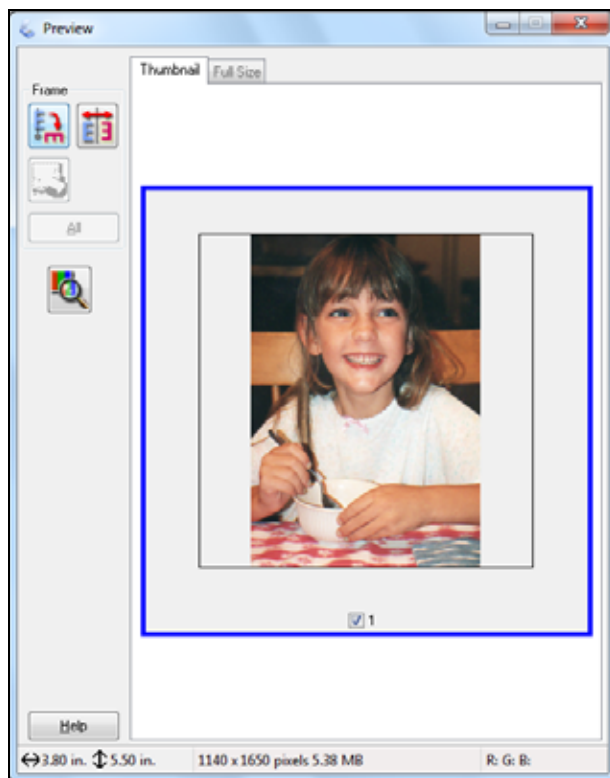 Preview
Thumbnail Full Size
Frame
All
1
Help
3.80 in. 5.50 in. 1140 x 1650 pixels 5.38 MB R: G: B: